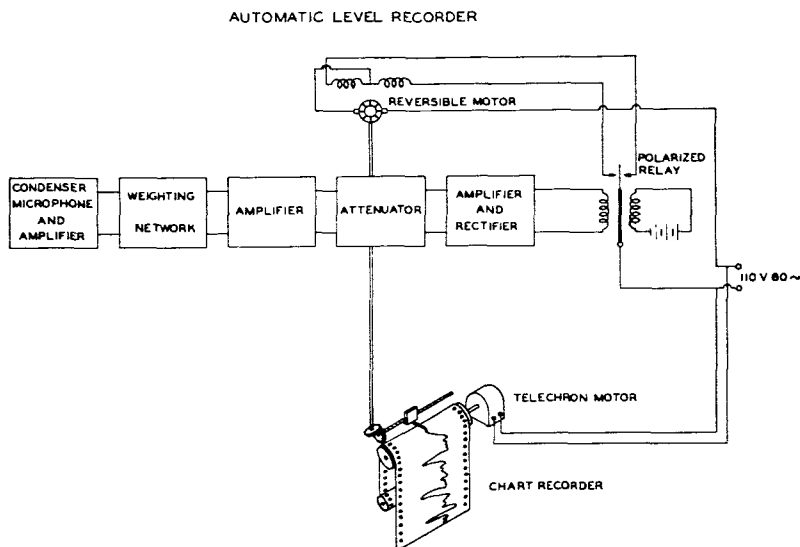 AUTOMATIC LEVEL RECORDER
REVERSIBLE MOTOR
POLARIZED
RELAY
CONDENSER
MICROPHONE
AND
AMPLIFIER
WEIGHTING
NETWORK
AMPLIFIER
ATTENUATOR
AMPLIFIER
AND
RECTIFIER
110 V 60 ~
TELECHRON MOTOR
CHART RECORDER